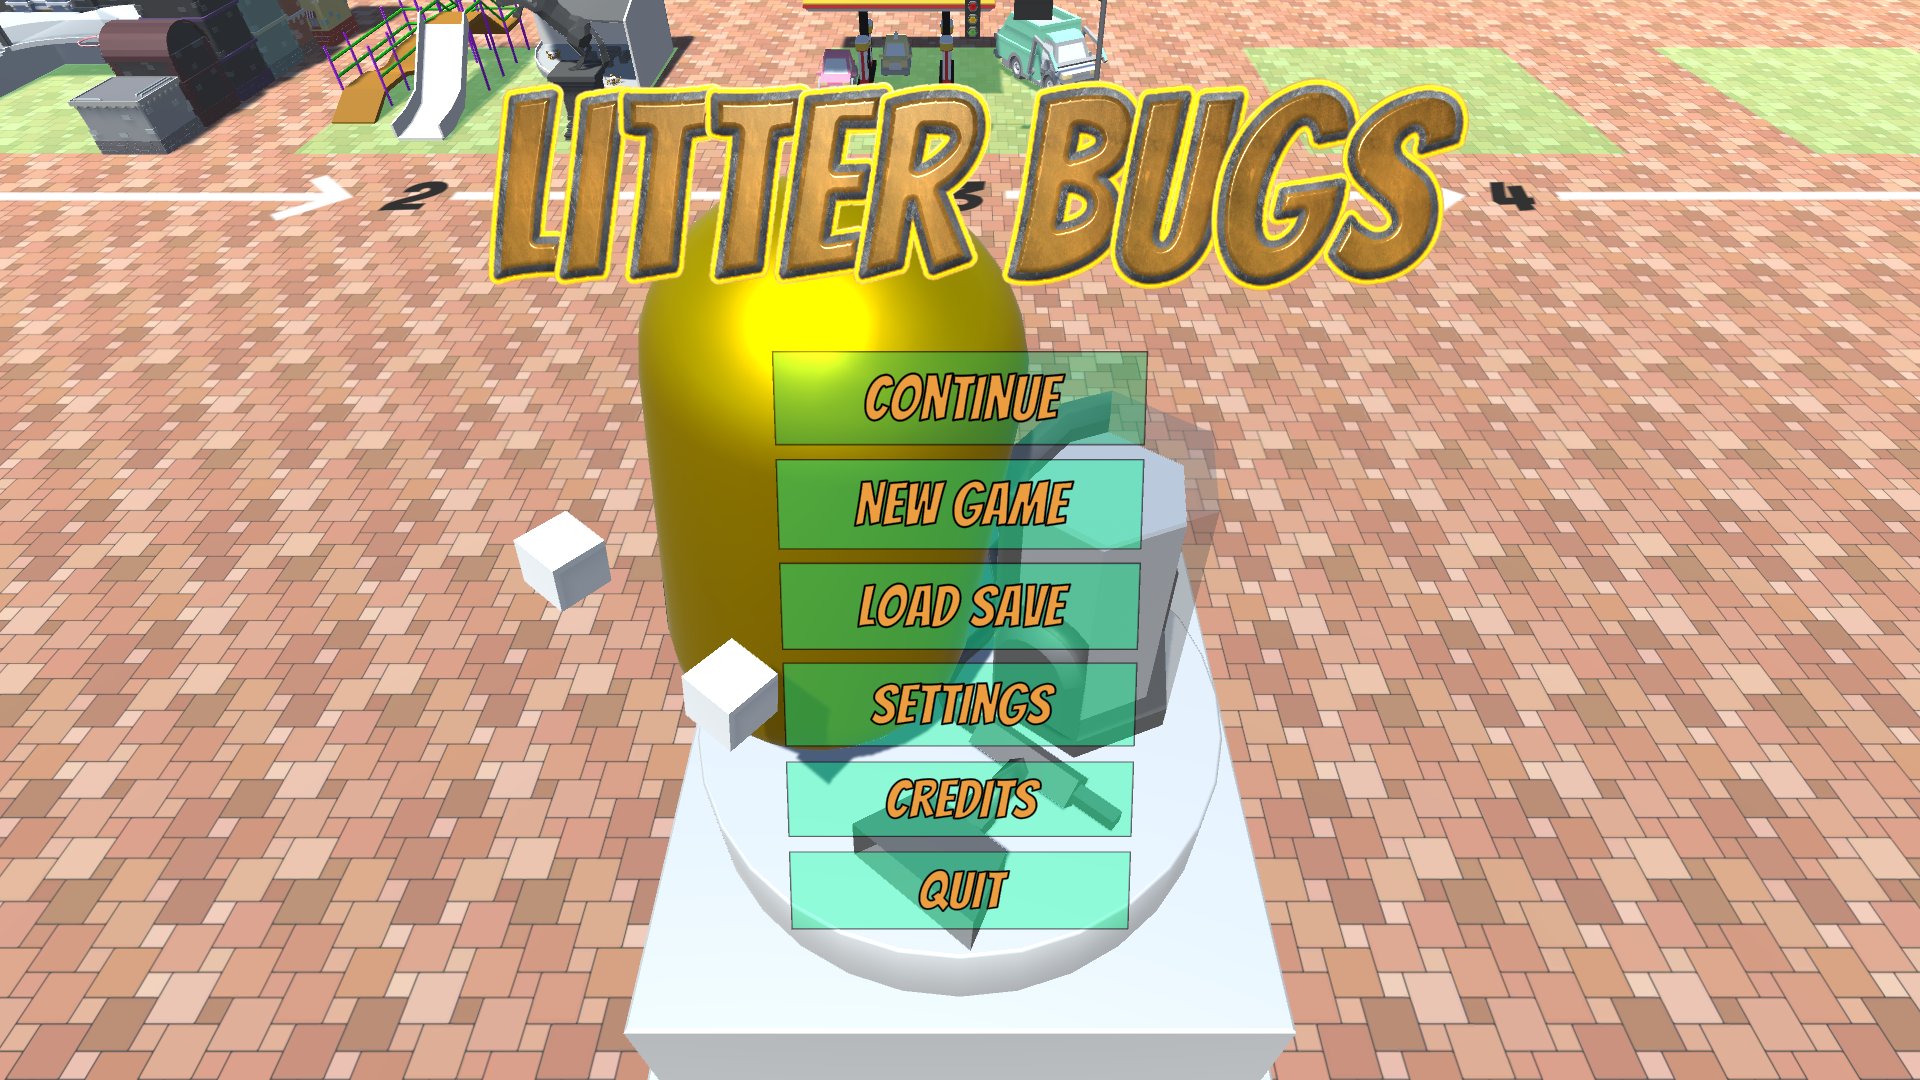 LITTER BUGS
2
4
CONTINUE
NEW GAME
LOAD SAVE
SETTINGS
CREDITS
QUIT